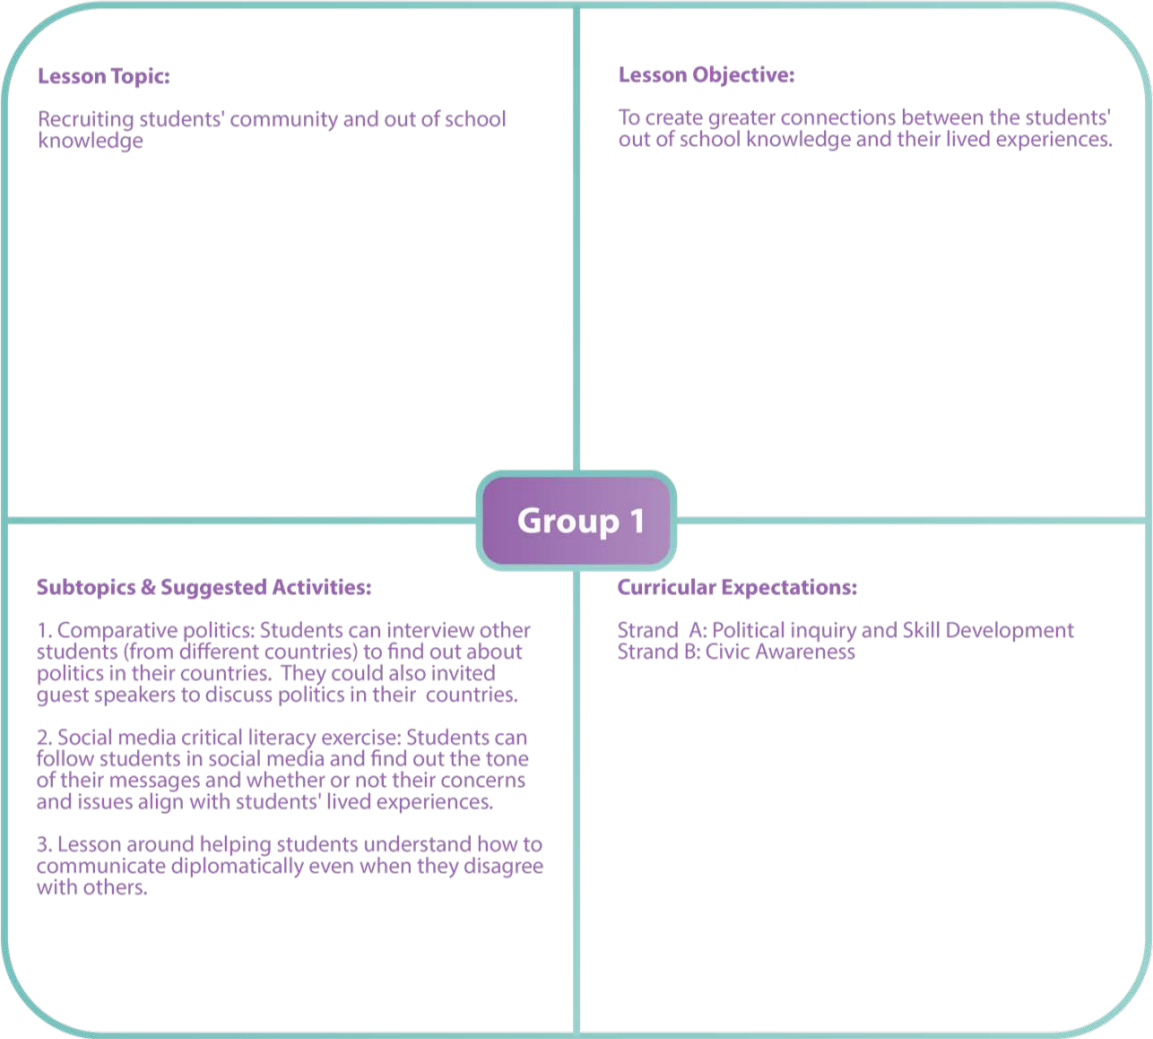 Lesson Topic:
Recruiting students' community and out of school
knowledge
Lesson Objective:
To create greater connections between the students'
out of school knowledge and their lived experiences.
Group 1
Subtopics & Suggested Activities:
1. Comparative politics: Students can interview other
students (from different countries) to find out about
politics in their countries.  They could also invited
guest speakers to discuss politics in their  countries.
2. Social media critical literacy exercise: Students can
follow students in social media and find out the tone
of their messages and whether or not their concerns
and issues align with students' lived experiences.
3. Lesson around helping students understand how to
communicate diplomatically even when they disagree
with others.
Curricular Expectations:
Strand  A: Political inquiry and Skill Development
Strand B: Civic Awareness